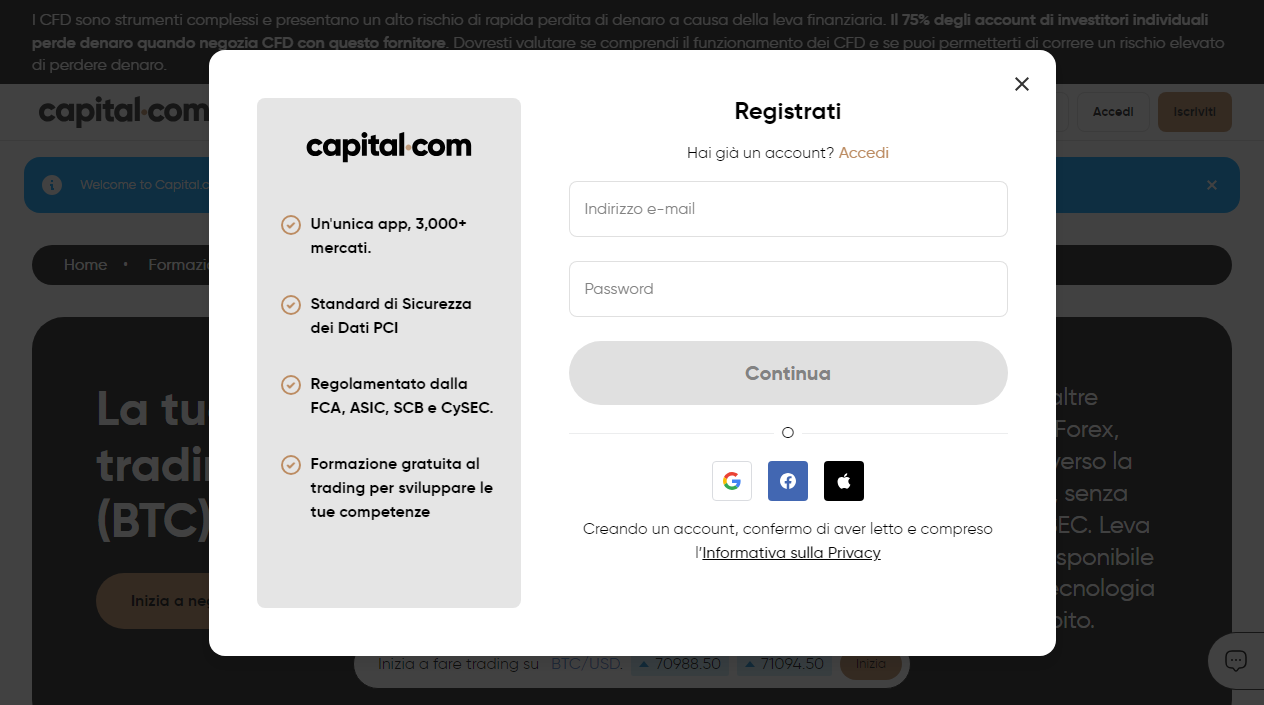 I CFD sono strumenti complessi e presentano un alto rischio di rapida perdita di denaro a causa della leva finanziaria. Il 75% degli account di investitori individuali
perde denaro quando negozia CFD con questo fornitore. Dovresti valutare se comprendi il funzionamento dei CFD e se puoi permetterti di correre un rischio elevato
di perdere denaro.
capital.com
Accedi
Iscriviti
Welcome to Capital.c
Home
Formazi
La tu
tradi
(BTC)
Inizia a ne
capital.com
Un'unica app, 3,000+
mercati.
Standard di Sicurezza
dei Dati PCI
Regolamentato dalla
FCA, ASIC, SCB e CySEC.
Formazione gratuita al
trading per sviluppare le
tue competenze
Registrati
Hai già un account? Accedi
Indirizzo e-mail
Password
Continua
O
Creando un account, confermo di aver letto e compreso
l'Informativa sulla Privacy
altre
Forex,
verso la
senza
EC. Leva
sponibile
ecnologia
bito.
Inizia a fare trading su BTC/USD. 70988.50 71094.50 Inizia